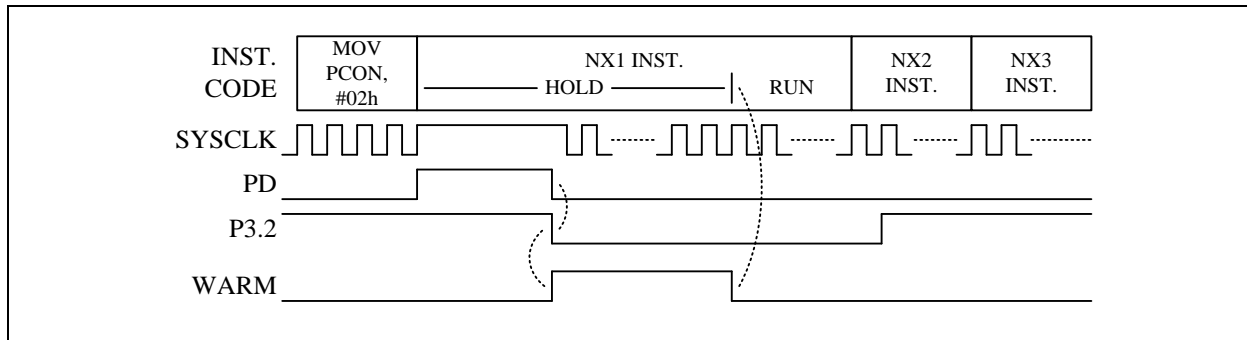 INST.
CODE
MOV
PCON,
#02h
NX1 INST.
HOLD
RUN
NX2
INST.
NX3
INST.
SYSCLK
PD
P3.2
WARM